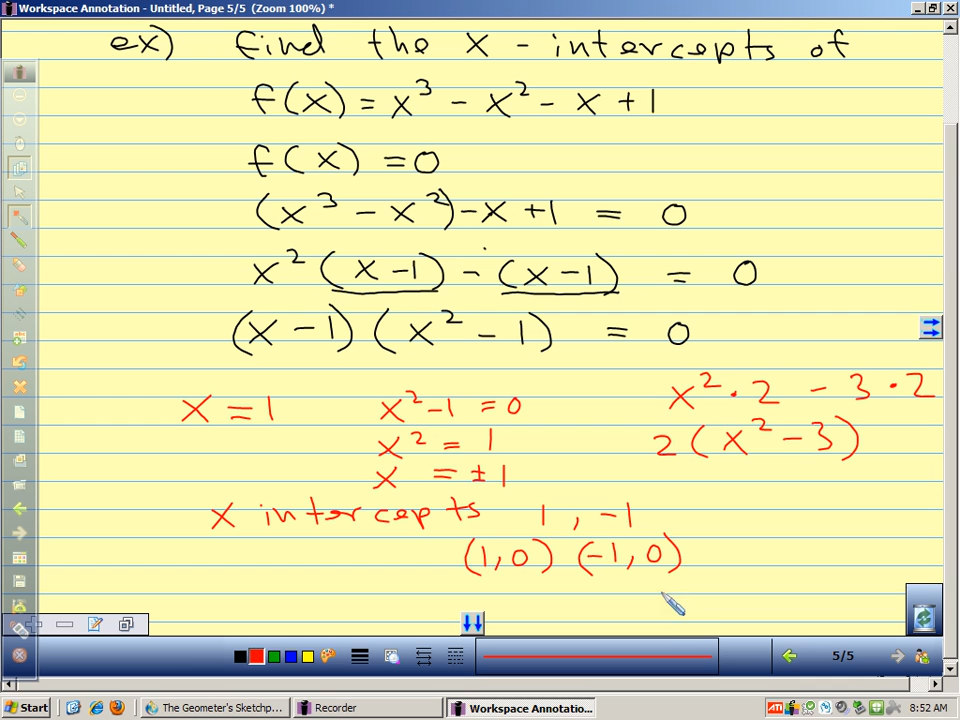 Workspace Annotation - Untitled, Page 5/5 (Zoom 100%) *
ex) find the x - intercepts of
f(x) = x³ - x² - x + 1
f(x) = 0
(x³ - x²) - x + 1 = 0
x² (x - 1) - (x - 1) = 0
(x - 1) (x² - 1) = 0
x = 1
x² - 1 = 0
x² = 1
x = ± 1
x² · 2 - 3 · 2
2 (x² - 3)
x intercepts 1 , -1
(1, 0) (-1, 0)
5/5
Start
The Geometer's Sketchp...
Recorder
Workspace Annotatio...
ATI
8:52 AM